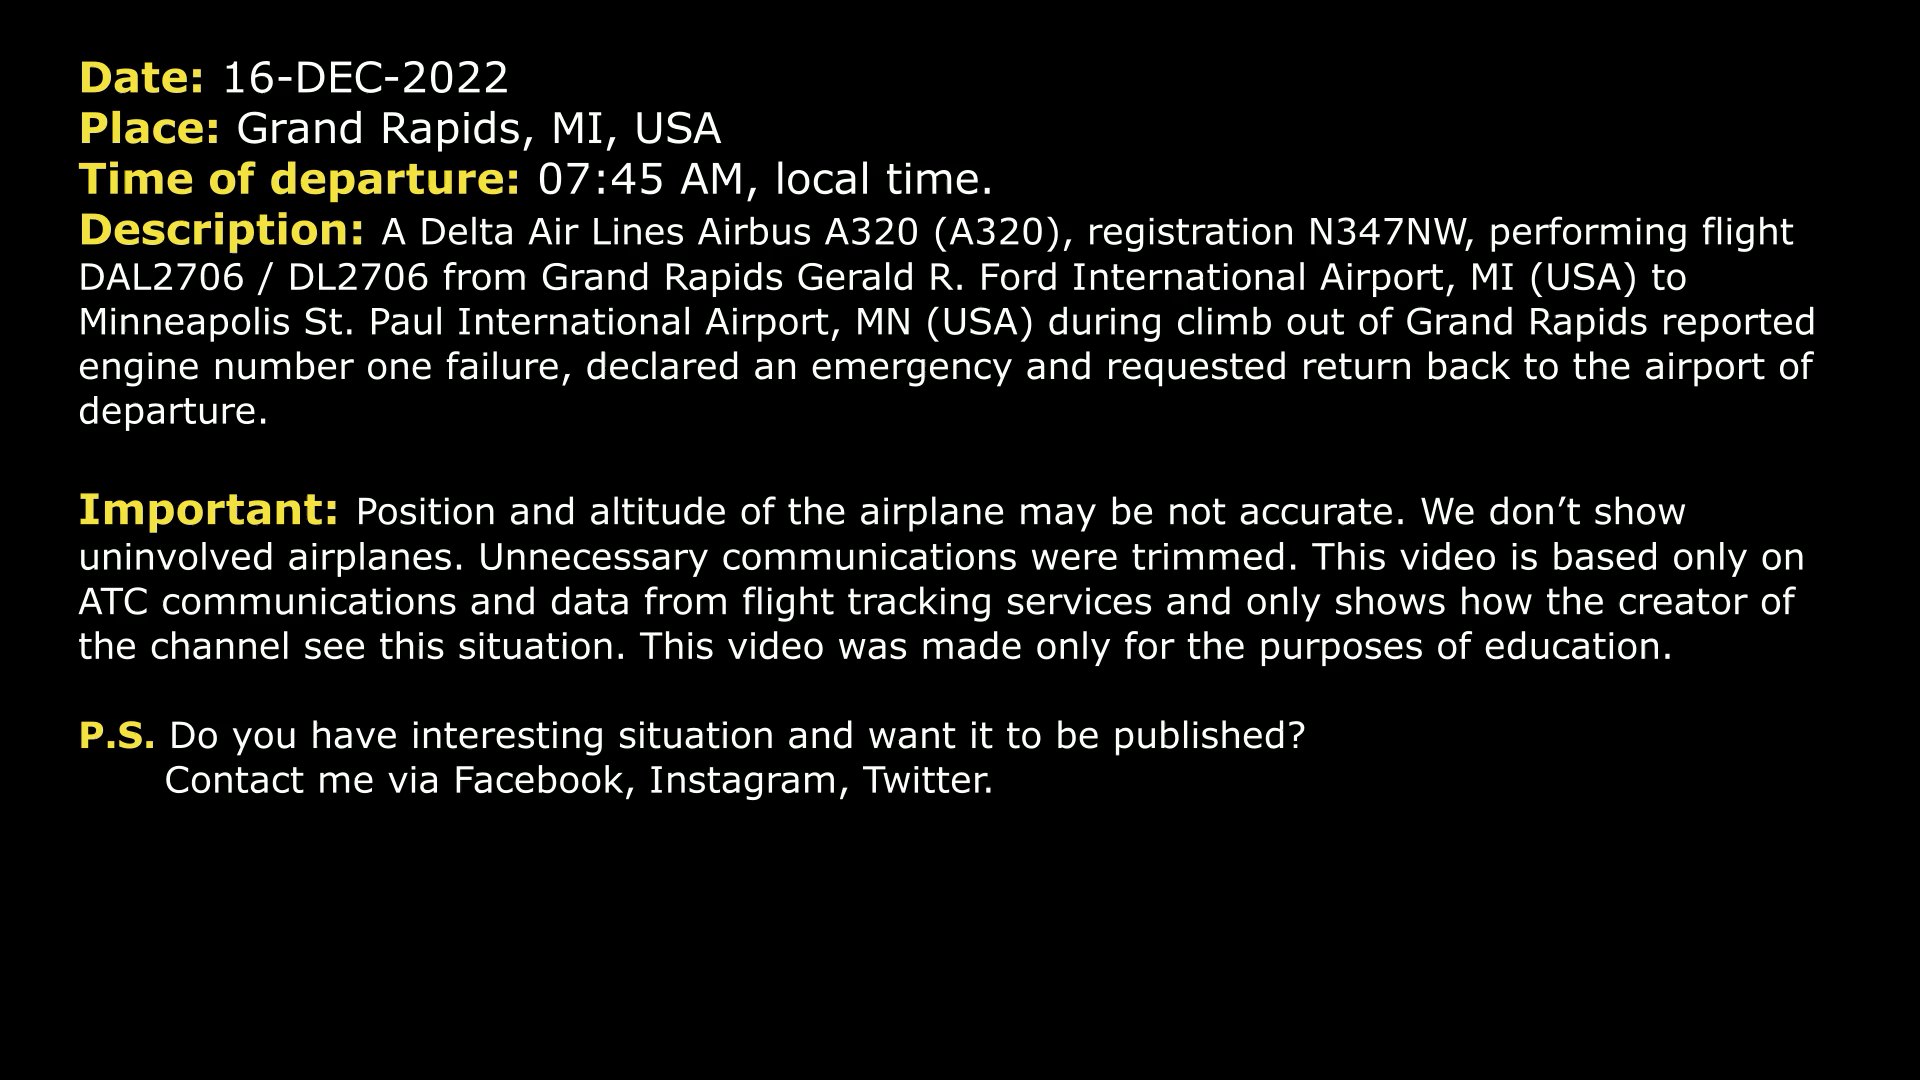 Date: 16-DEC-2022
Place: Grand Rapids, MI, USA
Time of departure: 07:45 AM, local time.
Description: A Delta Air Lines Airbus A320 (A320), registration N347NW, performing flight
DAL2706 / DL2706 from Grand Rapids Gerald R. Ford International Airport, MI (USA) to
Minneapolis St. Paul International Airport, MN (USA) during climb out of Grand Rapids reported
engine number one failure, declared an emergency and requested return back to the airport of
departure.
Important: Position and altitude of the airplane may be not accurate. We don’t show
uninvolved airplanes. Unnecessary communications were trimmed. This video is based only on
ATC communications and data from flight tracking services and only shows how the creator of
the channel see this situation. This video was made only for the purposes of education.
P.S. Do you have interesting situation and want it to be published?
Contact me via Facebook, Instagram, Twitter.